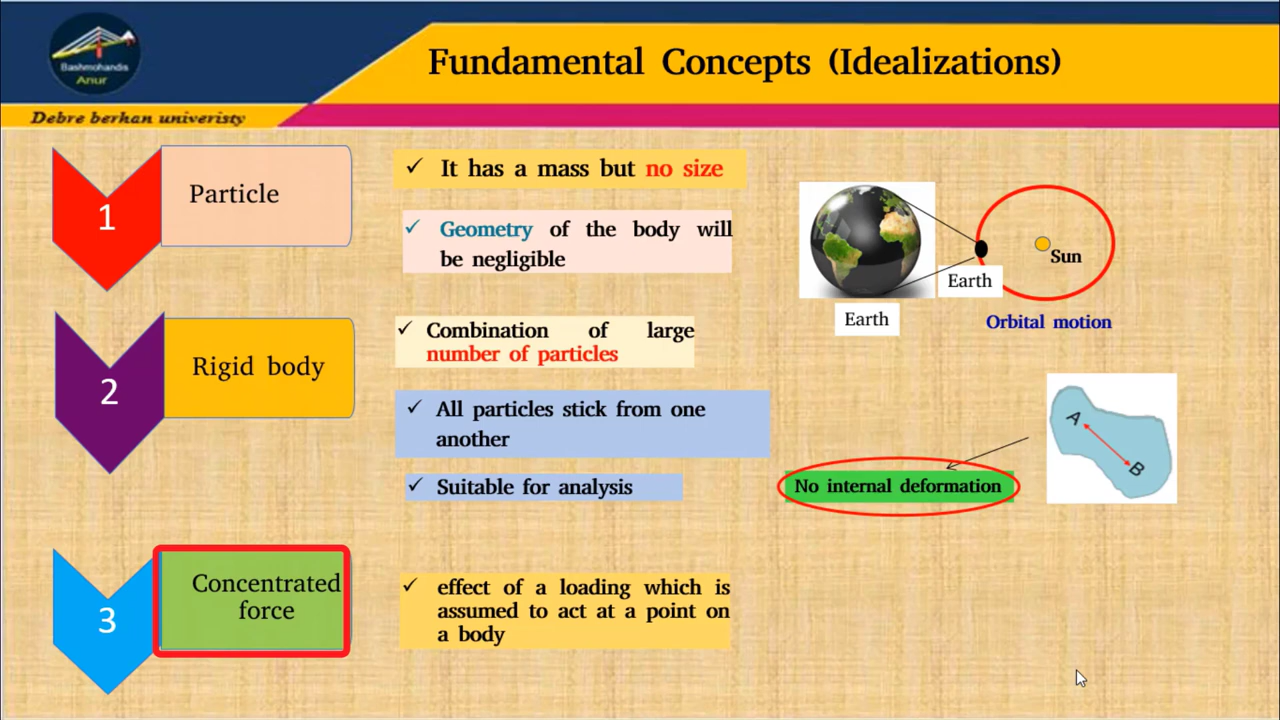 Fundamental Concepts (Idealizations)
Bashmohandis
Anur
Debre berhan univeristy
1
Particle
✓ It has a mass but no size
✓ Geometry of the body will
be negligible
Earth
Earth
Sun
Orbital motion
2
Rigid body
✓ Combination of large
number of particles
✓ All particles stick from one
another
✓ Suitable for analysis
No internal deformation
A
B
3
Concentrated
force
✓ effect of a loading which is
assumed to act at a point on
a body